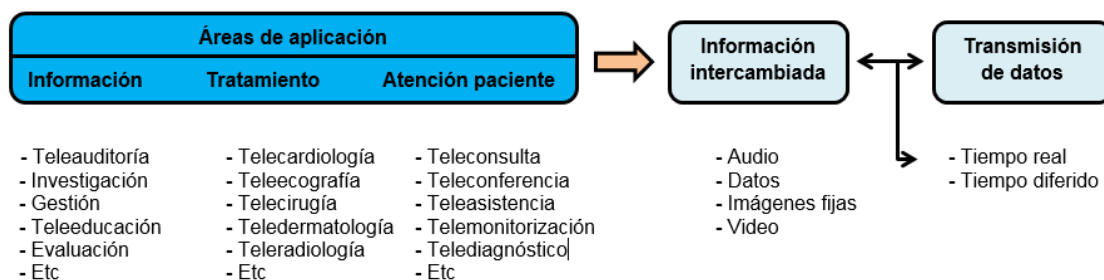 Áreas de aplicación
Información Tratamiento Atención paciente
- Teleauditoría
- Investigación
- Gestión
- Teleeducación
- Evaluación
- Etc
- Telecardiología
- Teleecografía
- Telecirugía
- Teledermatología
- Teleradiología
- Etc
- Teleconsulta
- Teleconferencia
- Teleasistencia
- Telemonitorización
- Telediagnóstico
- Etc
Información
intercambiada
- Audio
- Datos
- Imágenes fijas
- Video
Transmisión
de datos
- Tiempo real
- Tiempo diferido